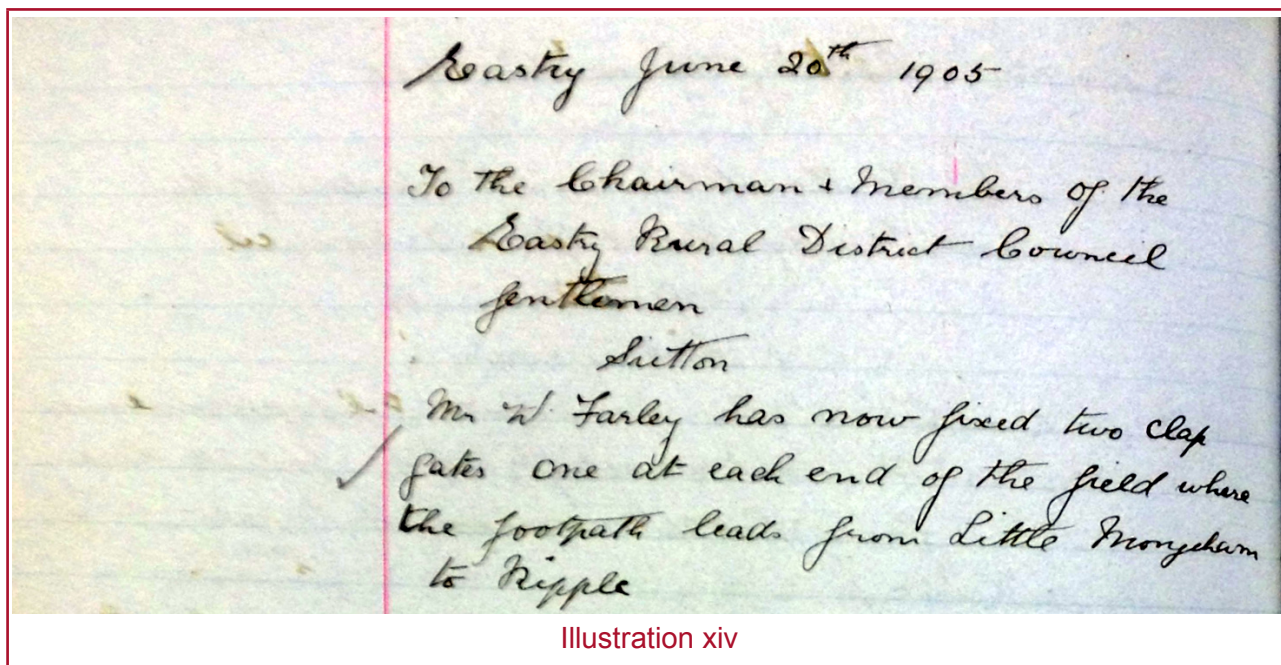 Eastry June 20th 1905
To the Chairman + Members of the
Eastry Rural District Council
Gentlemen
Sutton
Mr W. Farley has now fixed two clap
gates one at each end of the field where
the footpath leads from Little Mongeham
to Ripple
Illustration xiv